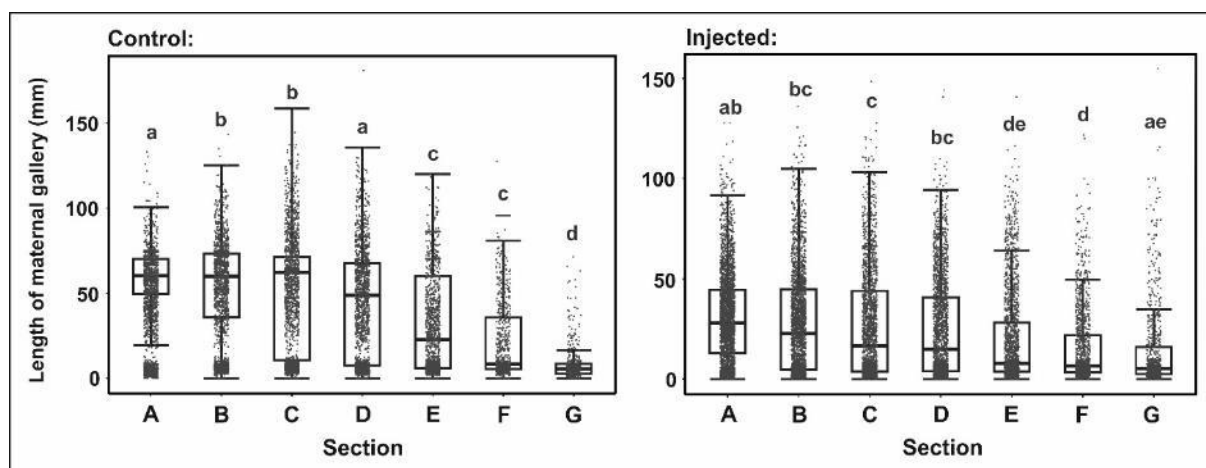 Control:
Length of maternal gallery (mm)
150
100
50
0
a
b
b
a
c
c
d
A B C D E F G
Section
Injected:
150
100
50
0
ab
bc
c
bc
de
d
ae
A B C D E F G
Section